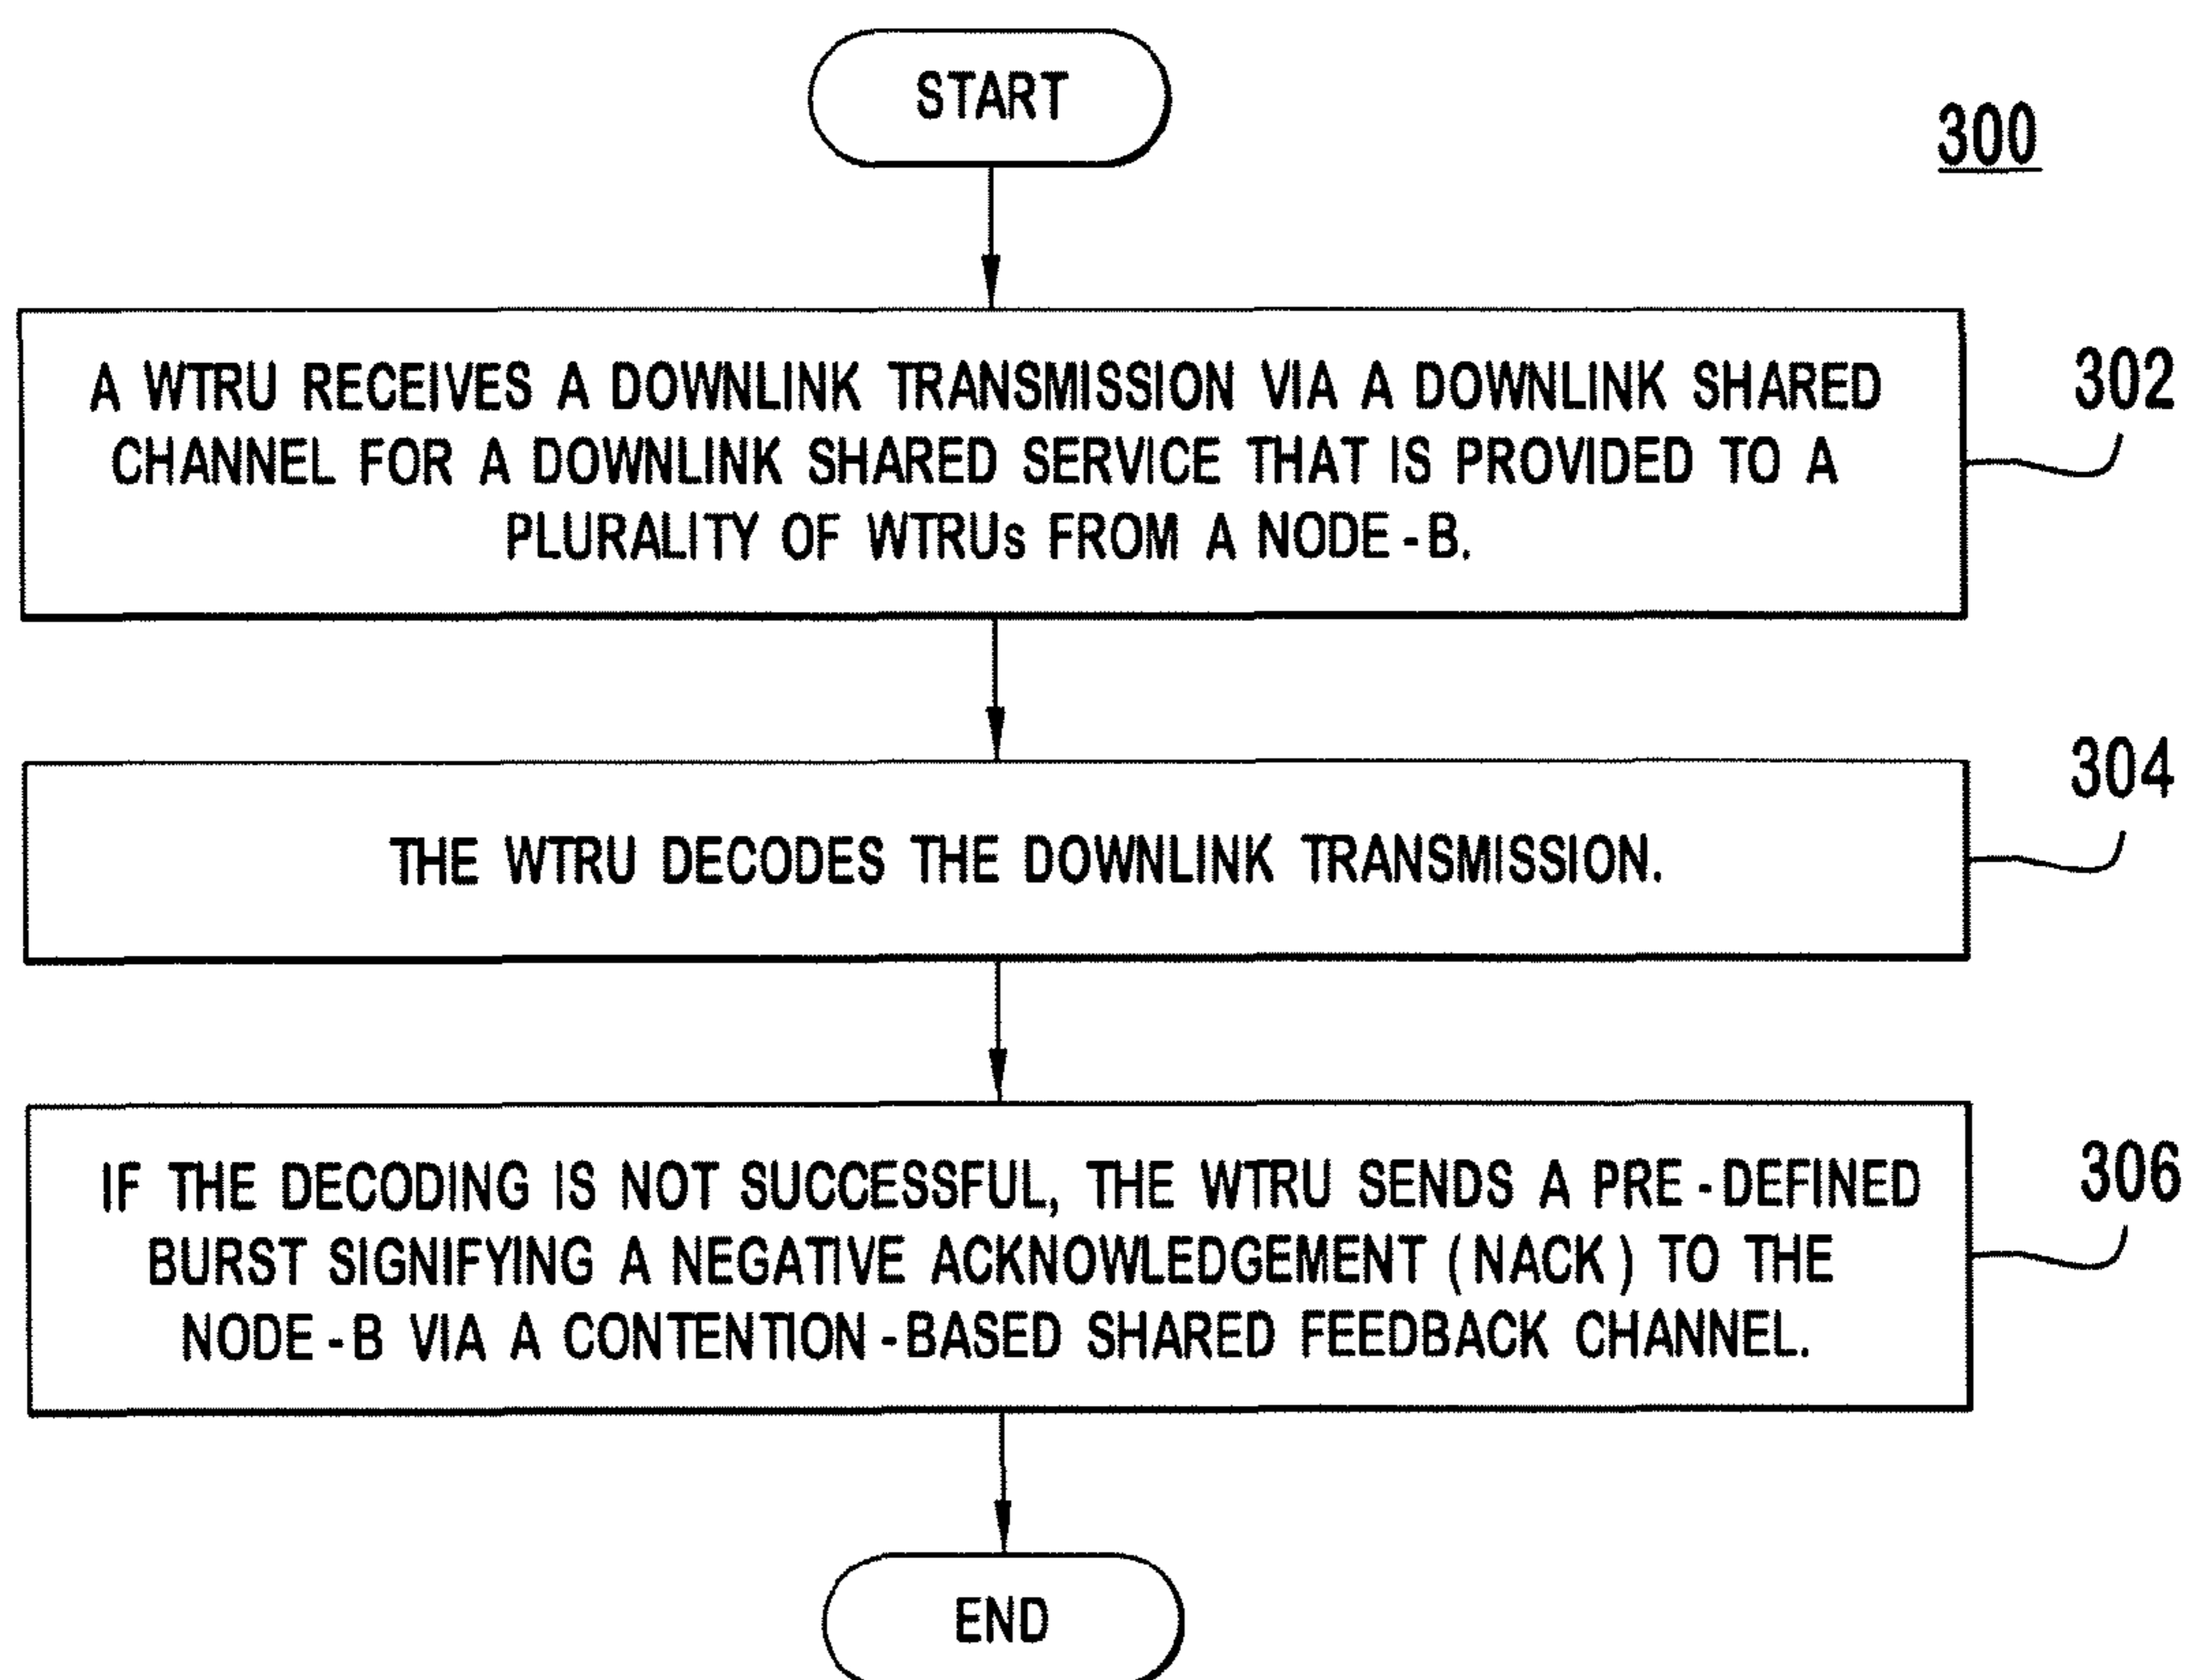 START
300
A WTRU RECEIVES A DOWNLINK TRANSMISSION VIA A DOWNLINK SHARED
CHANNEL FOR A DOWNLINK SHARED SERVICE THAT IS PROVIDED TO A
PLURALITY OF WTRUs FROM A NODE-B.
302
THE WTRU DECODES THE DOWNLINK TRANSMISSION.
304
IF THE DECODING IS NOT SUCCESSFUL, THE WTRU SENDS A PRE-DEFINED
BURST SIGNIFYING A NEGATIVE ACKNOWLEDGEMENT (NACK) TO THE
NODE-B VIA A CONTENTION-BASED SHARED FEEDBACK CHANNEL.
306
END